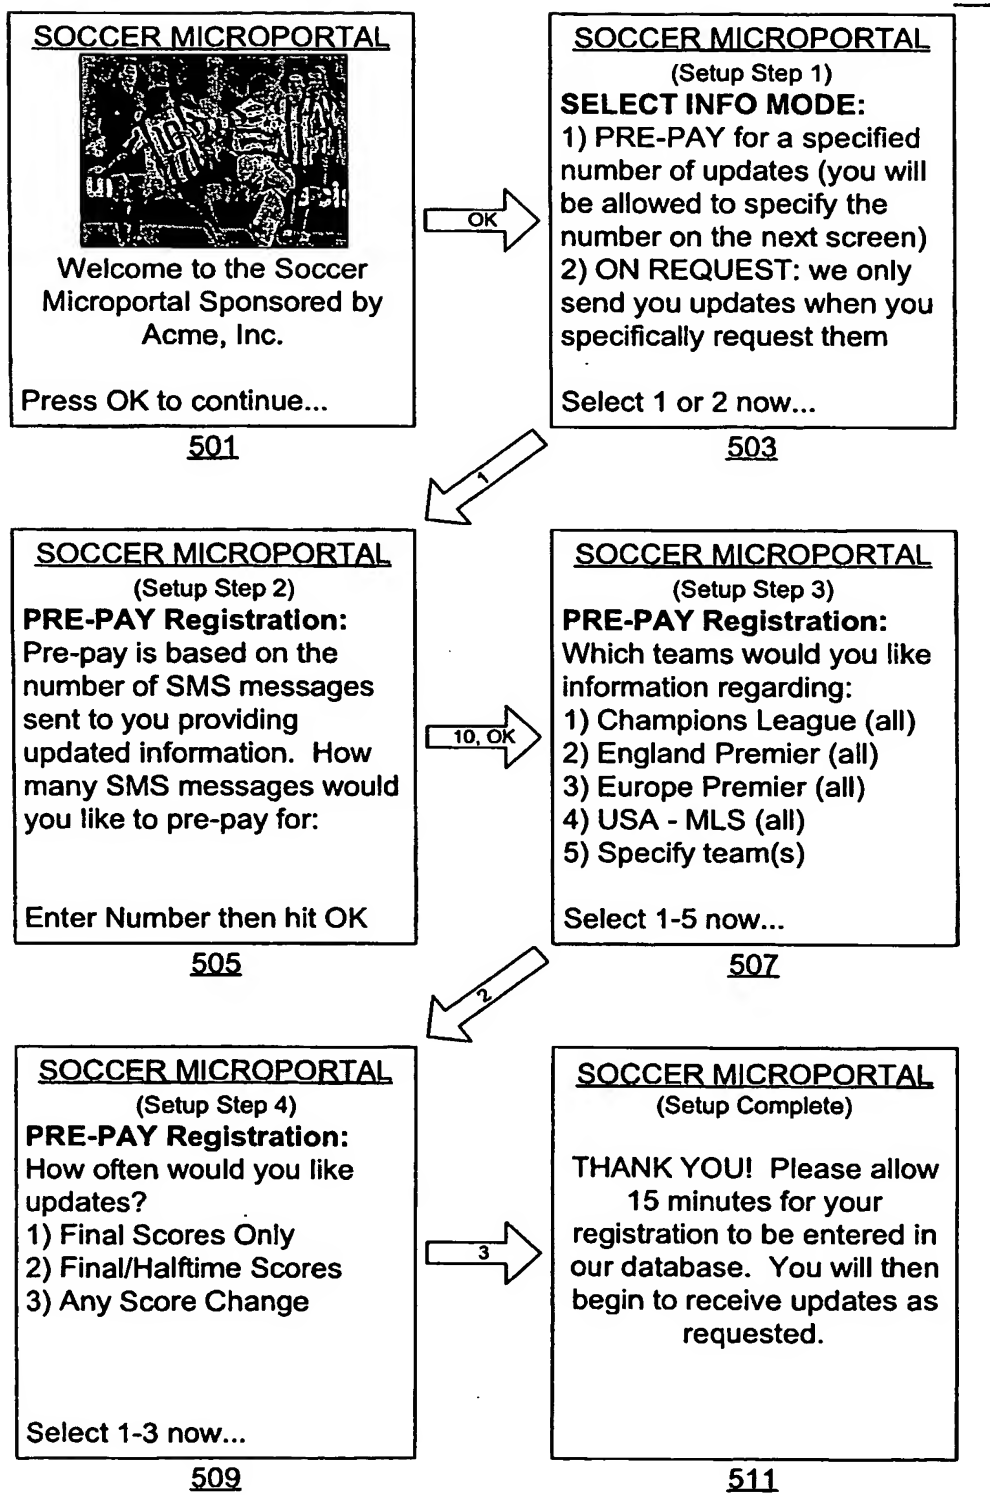 SOCCER MICROPORTAL
Welcome to the Soccer
Microportal Sponsored by
Acme, Inc.
Press OK to continue...
501
OK
SOCCER MICROPORTAL
(Setup Step 1)
SELECT INFO MODE:
1) PRE-PAY for a specified
number of updates (you will
be allowed to specify the
number on the next screen)
2) ON REQUEST: we only
send you updates when you
specifically request them
Select 1 or 2 now...
503
1
SOCCER MICROPORTAL
(Setup Step 2)
PRE-PAY Registration:
Pre-pay is based on the
number of SMS messages
sent to you providing
updated information. How
many SMS messages would
you like to pre-pay for:
Enter Number then hit OK
505
10, OK
SOCCER MICROPORTAL
(Setup Step 3)
PRE-PAY Registration:
Which teams would you like
information regarding:
1) Champions League (all)
2) England Premier (all)
3) Europe Premier (all)
4) USA - MLS (all)
5) Specify team(s)
Select 1-5 now...
507
2
SOCCER MICROPORTAL
(Setup Step 4)
PRE-PAY Registration:
How often would you like
updates?
1) Final Scores Only
2) Final/Halftime Scores
3) Any Score Change
Select 1-3 now...
509
3
SOCCER MICROPORTAL
(Setup Complete)
THANK YOU! Please allow
15 minutes for your
registration to be entered in
our database. You will then
begin to receive updates as
requested.
511